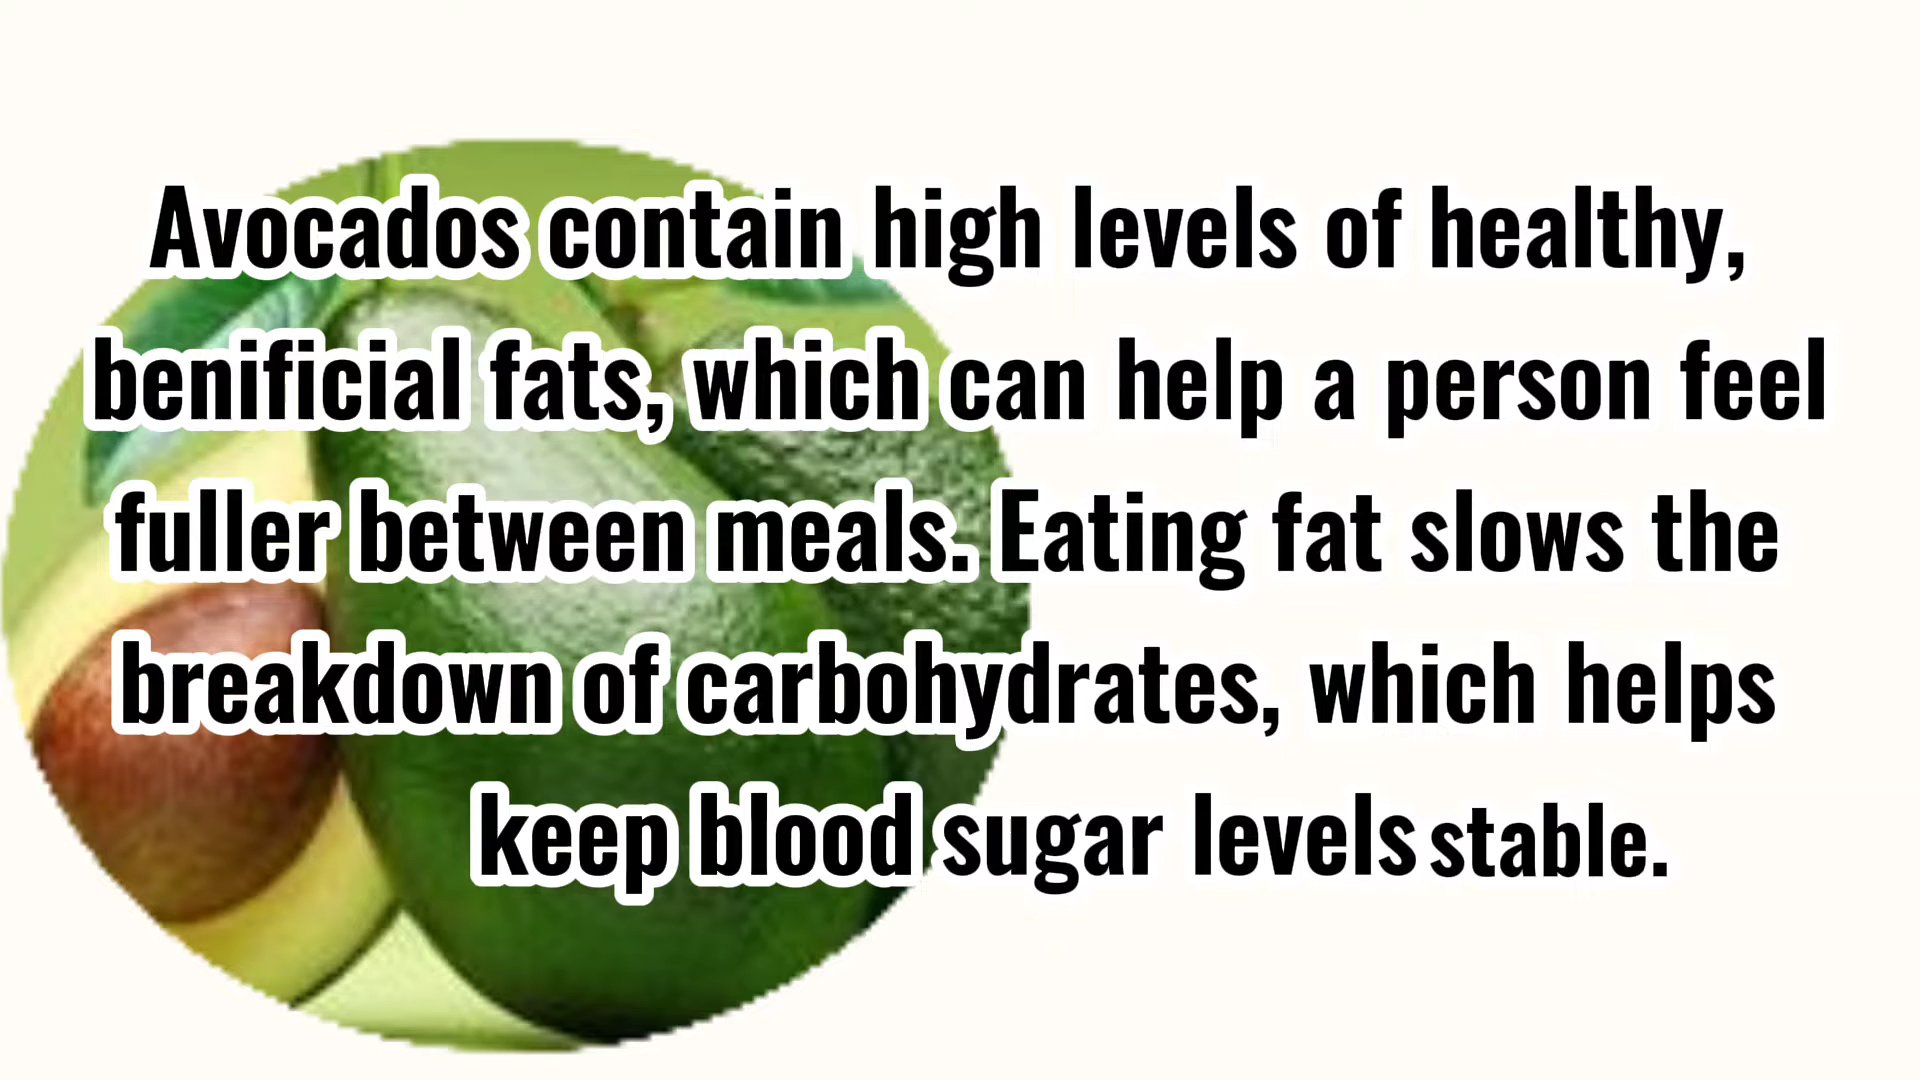 Avocados contain high levels of healthy,
benificial fats, which can help a person feel
fuller between meals. Eating fat slows the
breakdown of carbohydrates, which helps
keep blood sugar levels stable.